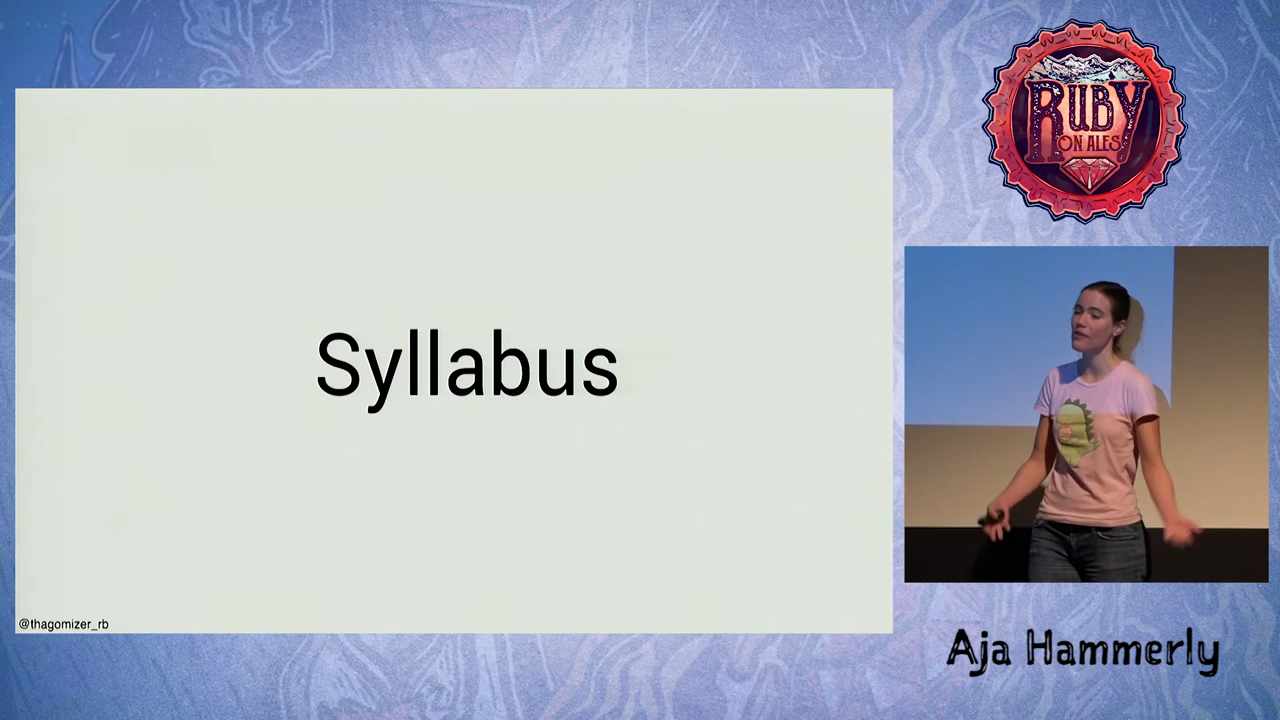 RUBY
ON ALES
Syllabus
@thagomizer_rb
Aja Hammerly